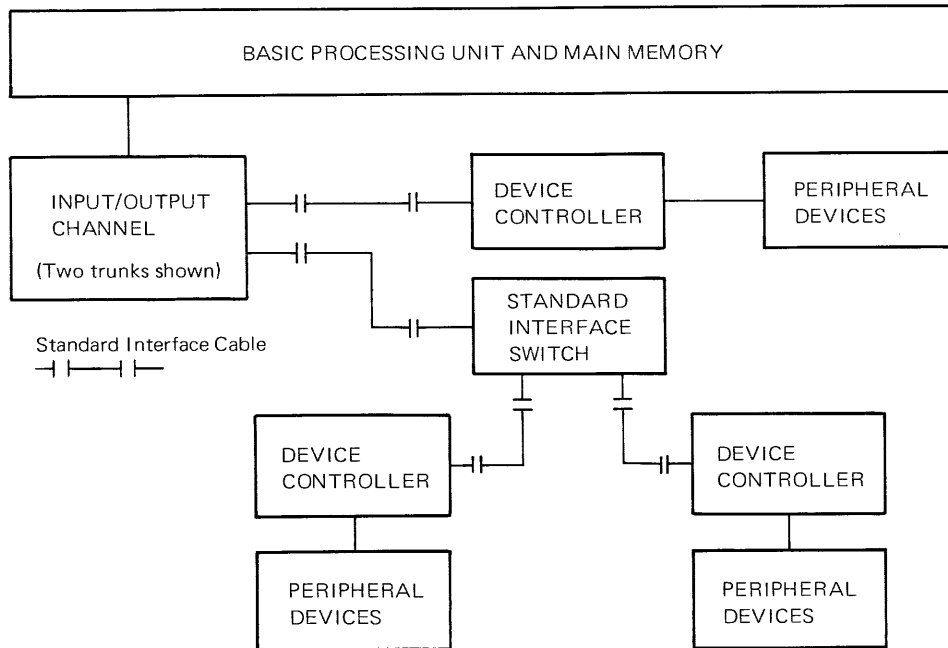 BASIC PROCESSING UNIT AND MAIN MEMORY
INPUT/OUTPUT
CHANNEL
(Two trunks shown)
DEVICE
CONTROLLER
PERIPHERAL
DEVICES
STANDARD
INTERFACE
SWITCH
Standard Interface Cable
DEVICE
CONTROLLER
DEVICE
CONTROLLER
PERIPHERAL
DEVICES
PERIPHERAL
DEVICES